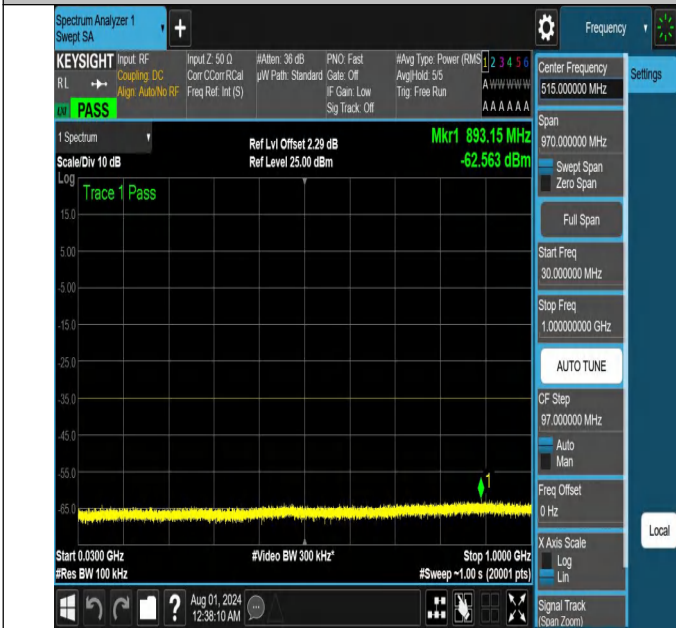 Spectrum Analyzer 1
Swept SA
+
Frequency
KEYSIGHT
RL
PASS
Input: RF
Coupling: DC
Align: Auto/No RF
Input Z: 50 Ω
Corr CCorr RCal
Freq Ref: Int (S)
#Atten: 36 dB
µW Path: Standard
PNO: Fast
Gate: Off
IF Gain: Low
Sig Track: Off
#Avg Type: Power (RMS
Avg|Hold: 5/5
Trig: Free Run
1 2 3 4 5 6
A W W W W W
A A A A A A
1 Spectrum
Scale/Div 10 dB
Ref Lvl Offset 2.29 dB
Ref Level 25.00 dBm
Mkr1 893.15 MHz
-62.563 dBm
Log
Trace 1 Pass
15.0
5.00
-5.00
-15.0
-25.0
-35.0
-45.0
-55.0
-65.0
1
Start 0.0300 GHz
#Res BW 100 kHz
#Video BW 300 kHz*
Stop 1.0000 GHz
#Sweep ~1.00 s (20001 pts)
?
Aug 01, 2024
12:38:10 AM
Center Frequency
515.000000 MHz
Span
970.000000 MHz
Swept Span
Zero Span
Full Span
Start Freq
30.000000 MHz
Stop Freq
1.000000000 GHz
AUTO TUNE
CF Step
97.000000 MHz
Auto
Man
Freq Offset
0 Hz
X Axis Scale
Log
Lin
Signal Track
(Span Zoom)
Settings
Local